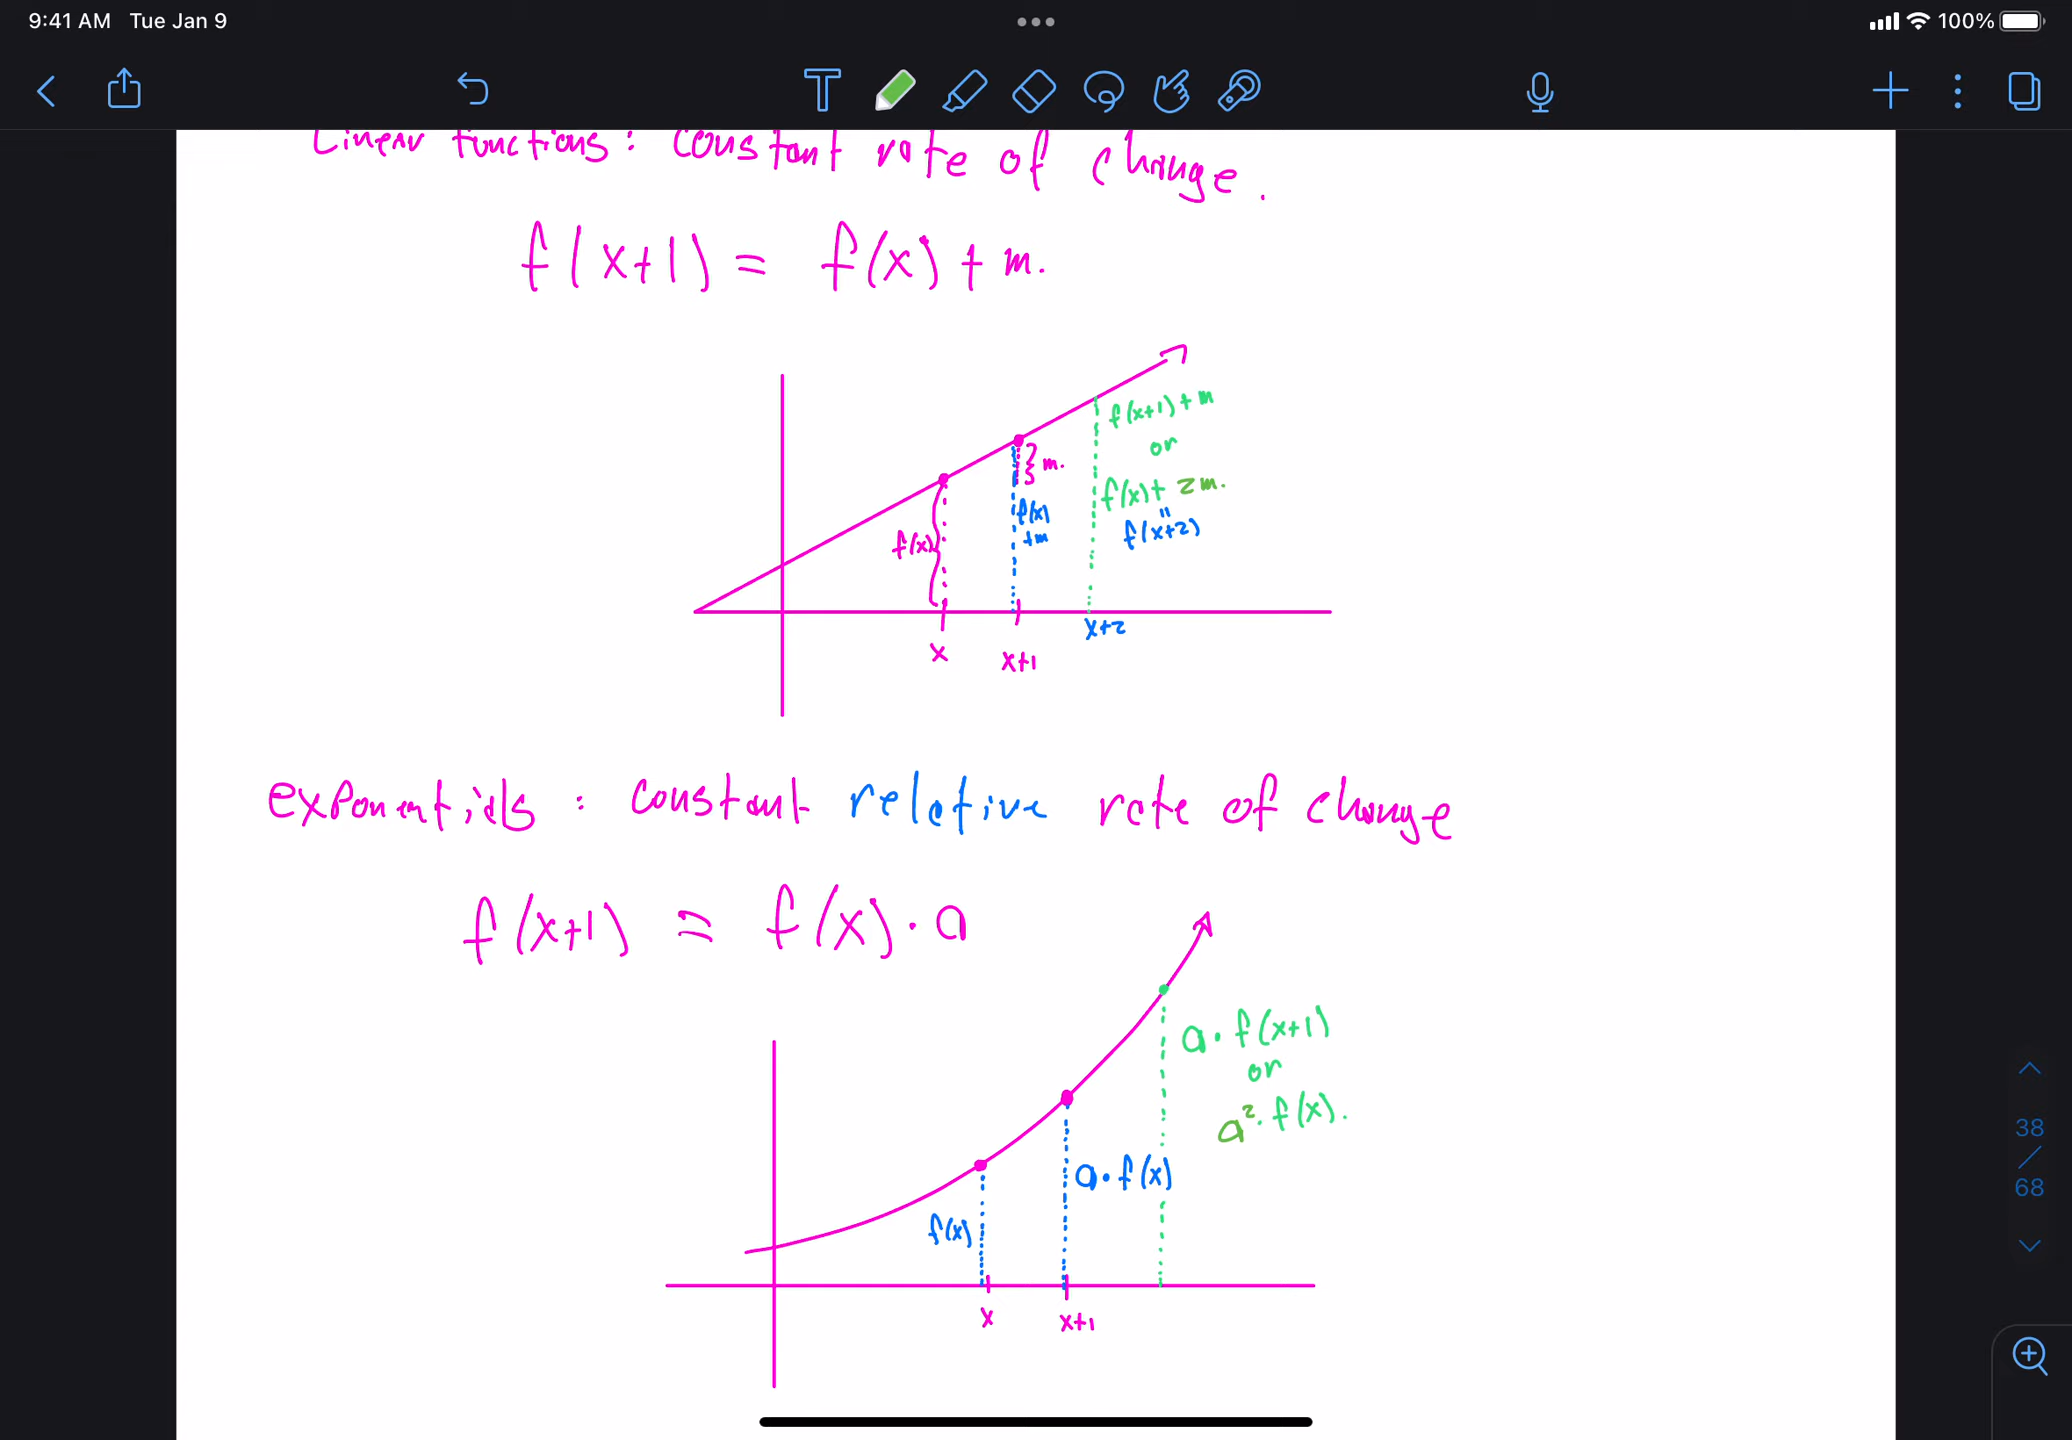 9:41 AM Tue Jan 9
100%
Linear functions: constant rate of change.
f(x+1) = f(x) + m.
f(x+1) + m
or
f(x) + 2m.
"
f(x+2)
} m.
f(x)
f(x)
+m
x
x+1
x+2
exponentials : constant relative rate of change
f(x+1) = f(x) · a
a · f(x+1)
or
a². f(x).
a · f(x)
f(x)
x
x+1
38
/
68